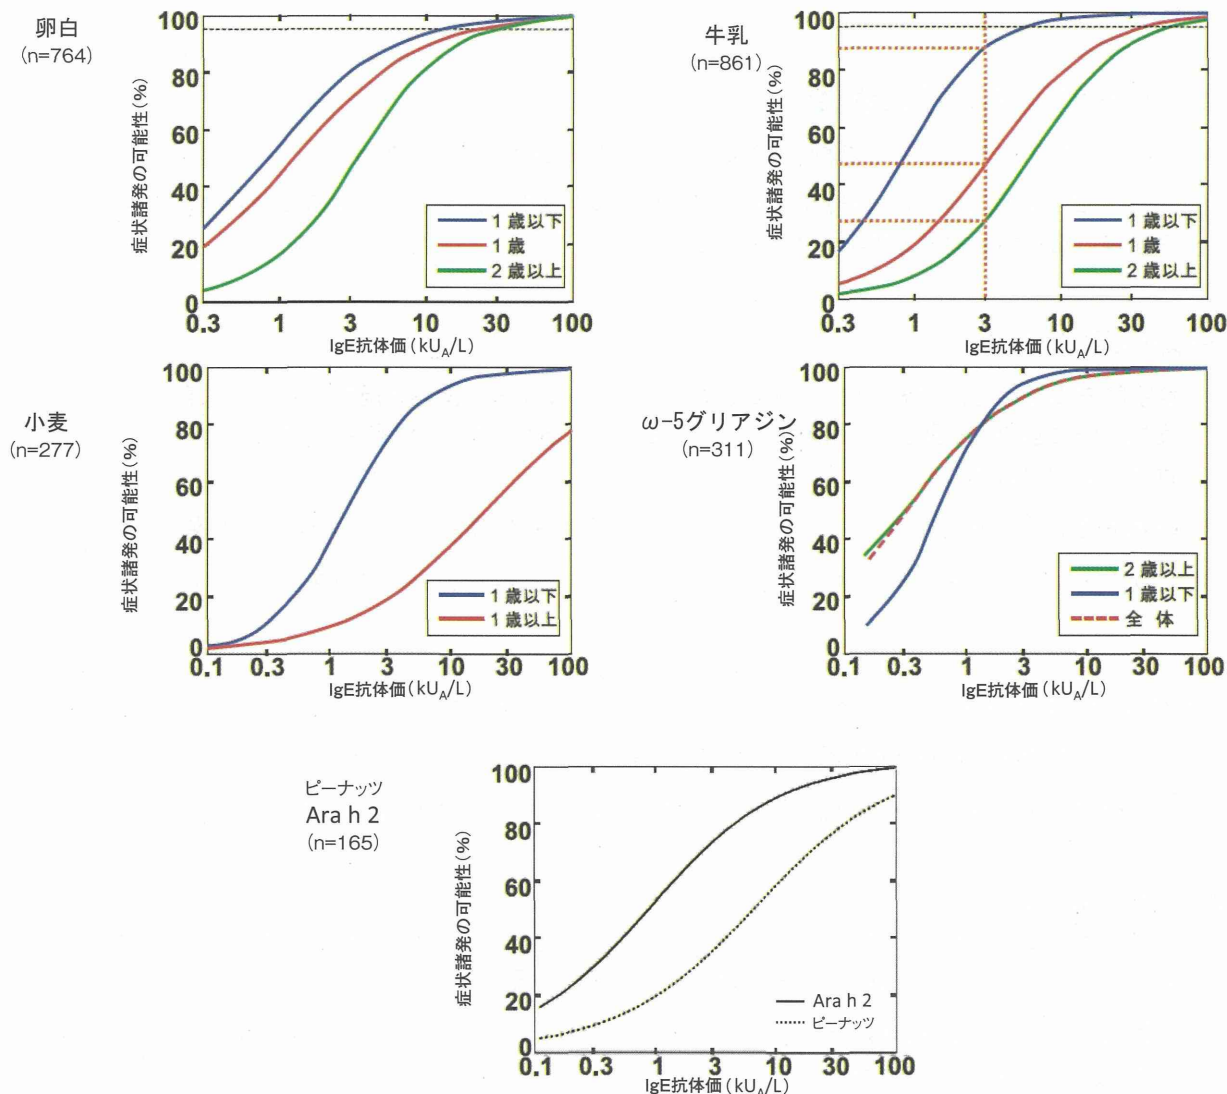 卵白
(n=764)
症状誘発の可能性(%)
100
80
60
40
20
0
1 歳以下
1 歳
2 歳以上
0.3 1 3 10 30 100
IgE抗体価(kUA/L)
牛乳
(n=861)
症状誘発の可能性(%)
100
80
60
40
20
0
1 歳以下
1 歳
2 歳以上
0.3 1 3 10 30 100
IgE抗体価(kUA/L)
小麦
(n=277)
症状誘発の可能性(%)
100
80
60
40
20
0
1 歳以下
1 歳以上
0.1 0.3 1 3 10 30 100
IgE抗体価(kUA/L)
ω-5グリアジン
(n=311)
症状誘発の可能性(%)
100
80
60
40
20
0
2 歳以上
1 歳以下
全 体
0.1 0.3 1 3 10 30 100
IgE抗体価(kUA/L)
ピーナッツ
Ara h 2
(n=165)
症状誘発の可能性(%)
100
80
60
40
20
0
Ara h 2
ピーナッツ
0.1 0.3 1 3 10 30 100
IgE抗体価(kUA/L)